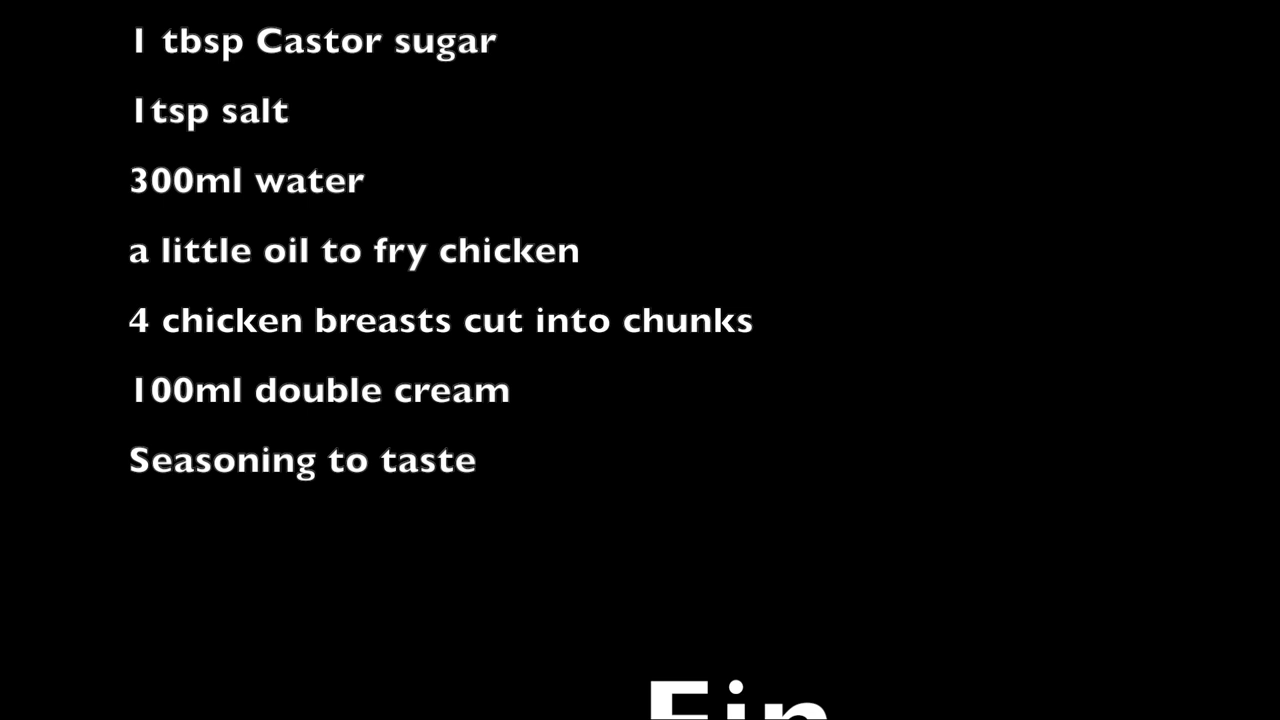 1 tbsp Castor sugar
1tsp salt
300ml water
a little oil to fry chicken
4 chicken breasts cut into chunks
100ml double cream
Seasoning to taste
Fin